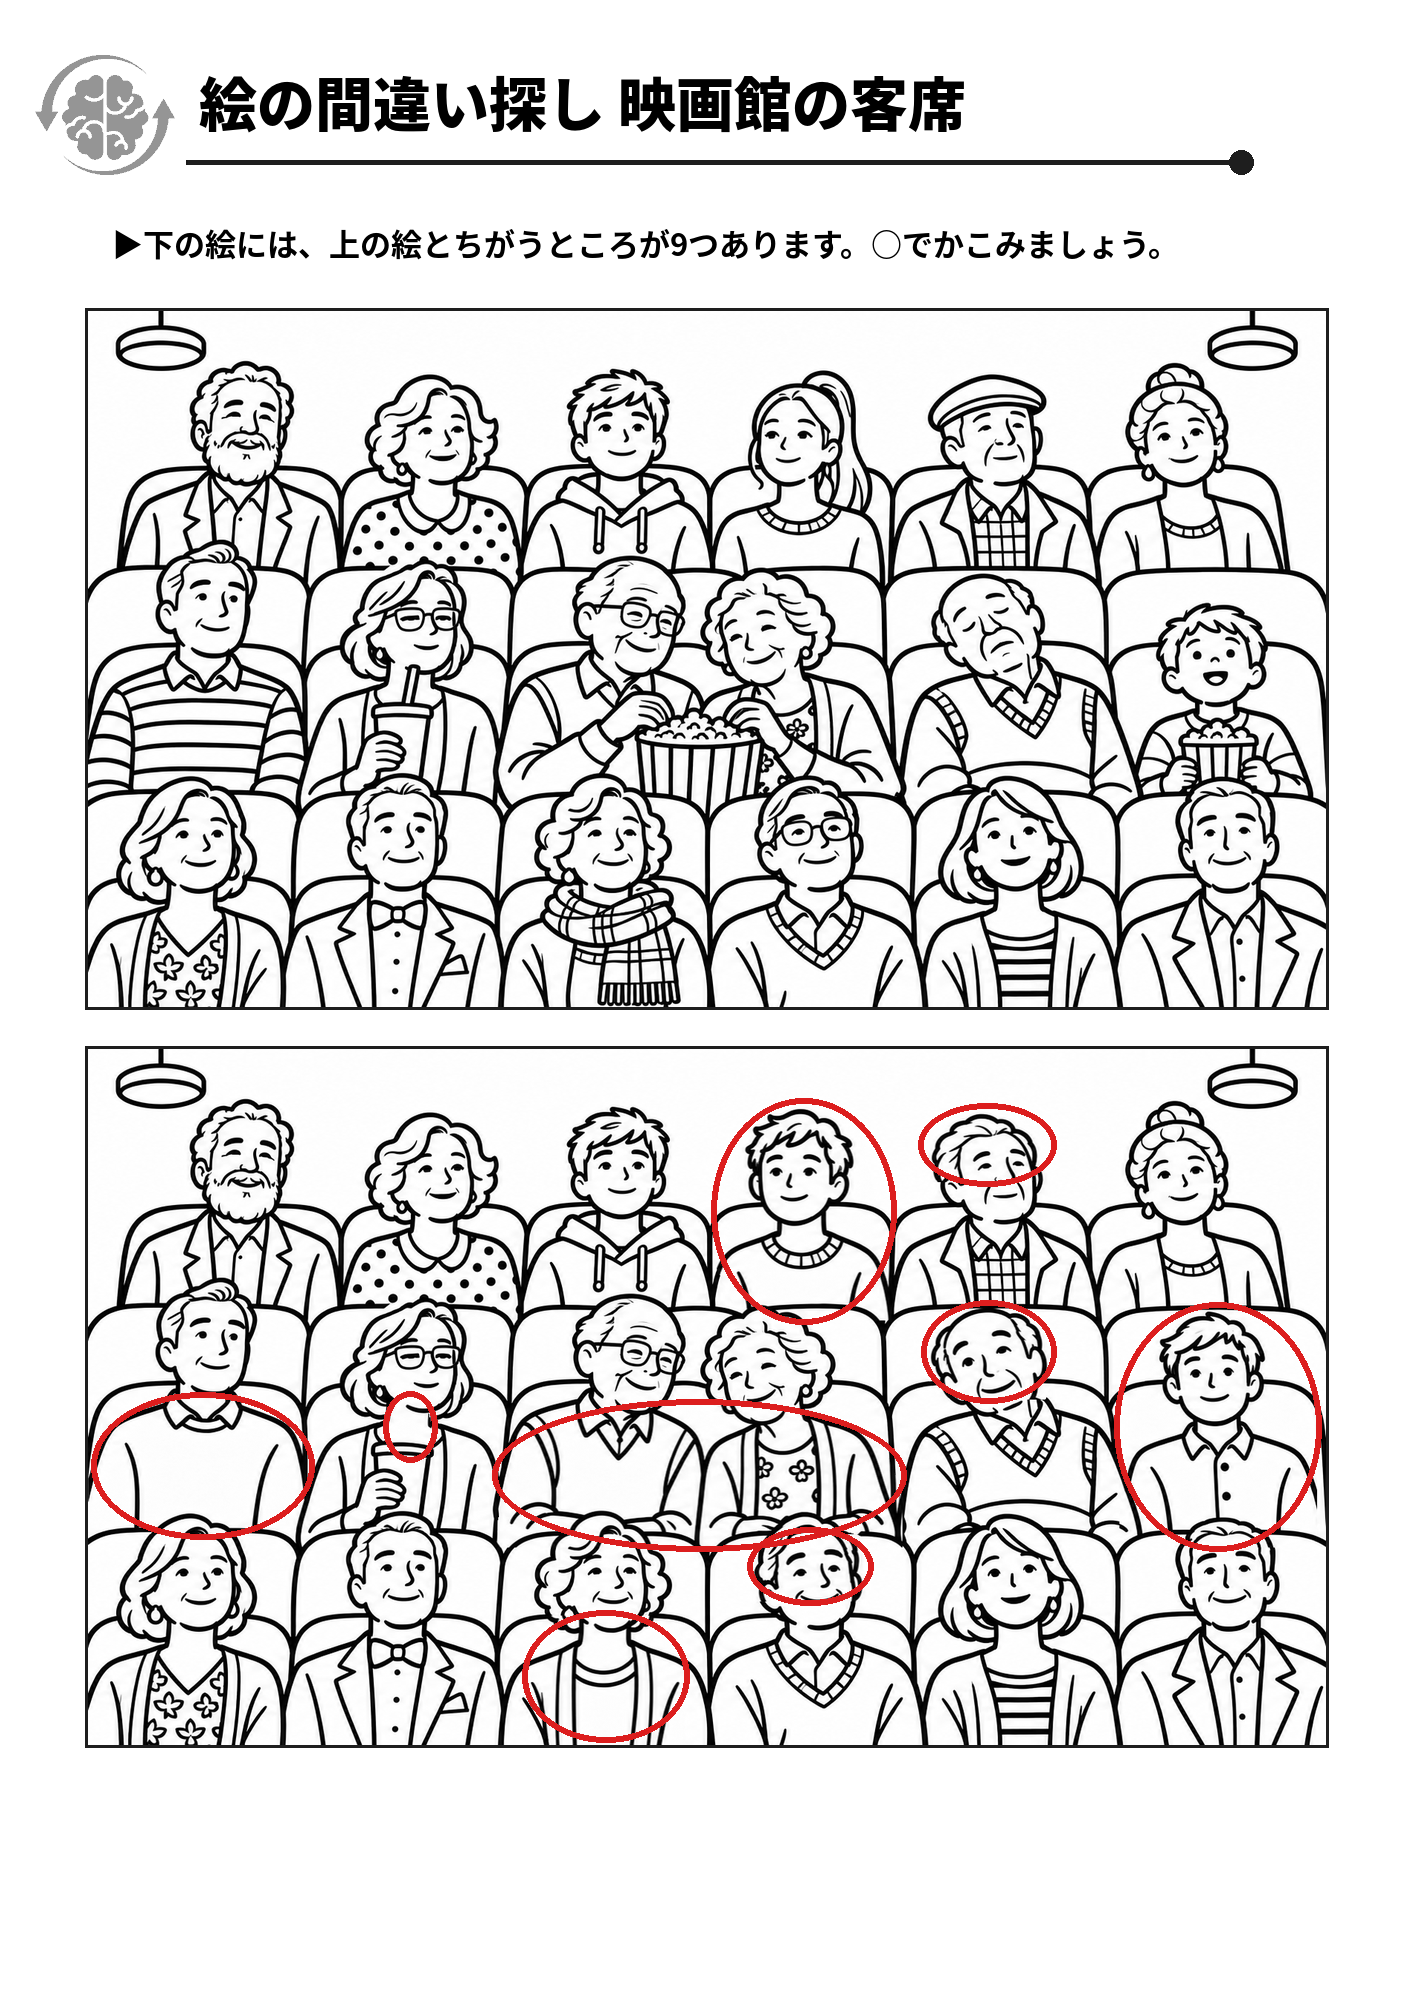 絵の間違い探し 映画館の客席
▶下の絵には、上の絵とちがうところが9つあります。○でかこみましょう。